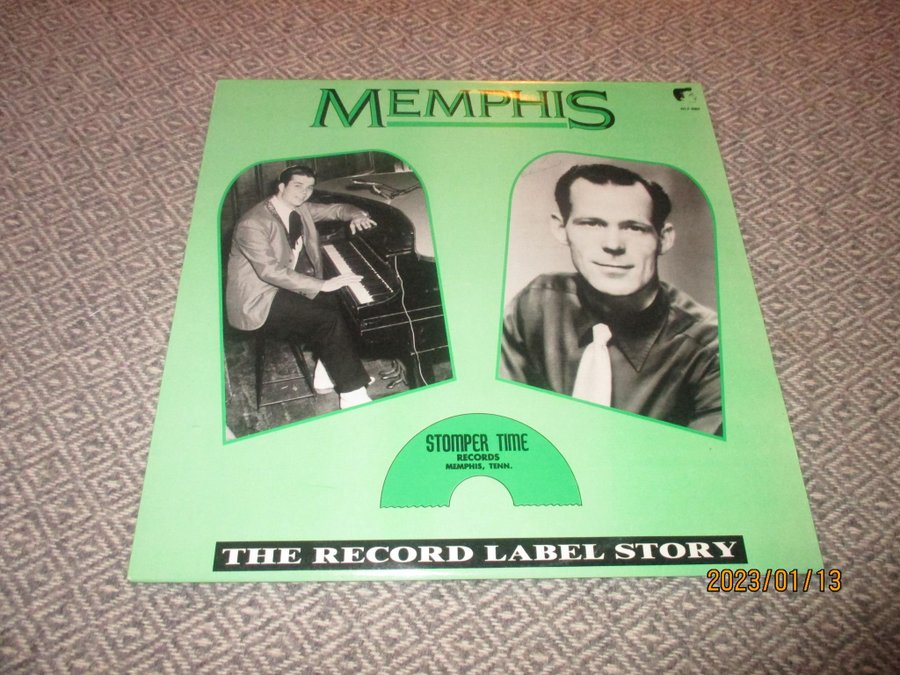 MEMPHIS
STOMPER TIME
RECORDS
MEMPHIS, TENN.
THE RECORD LABEL STORY
2023/01/13